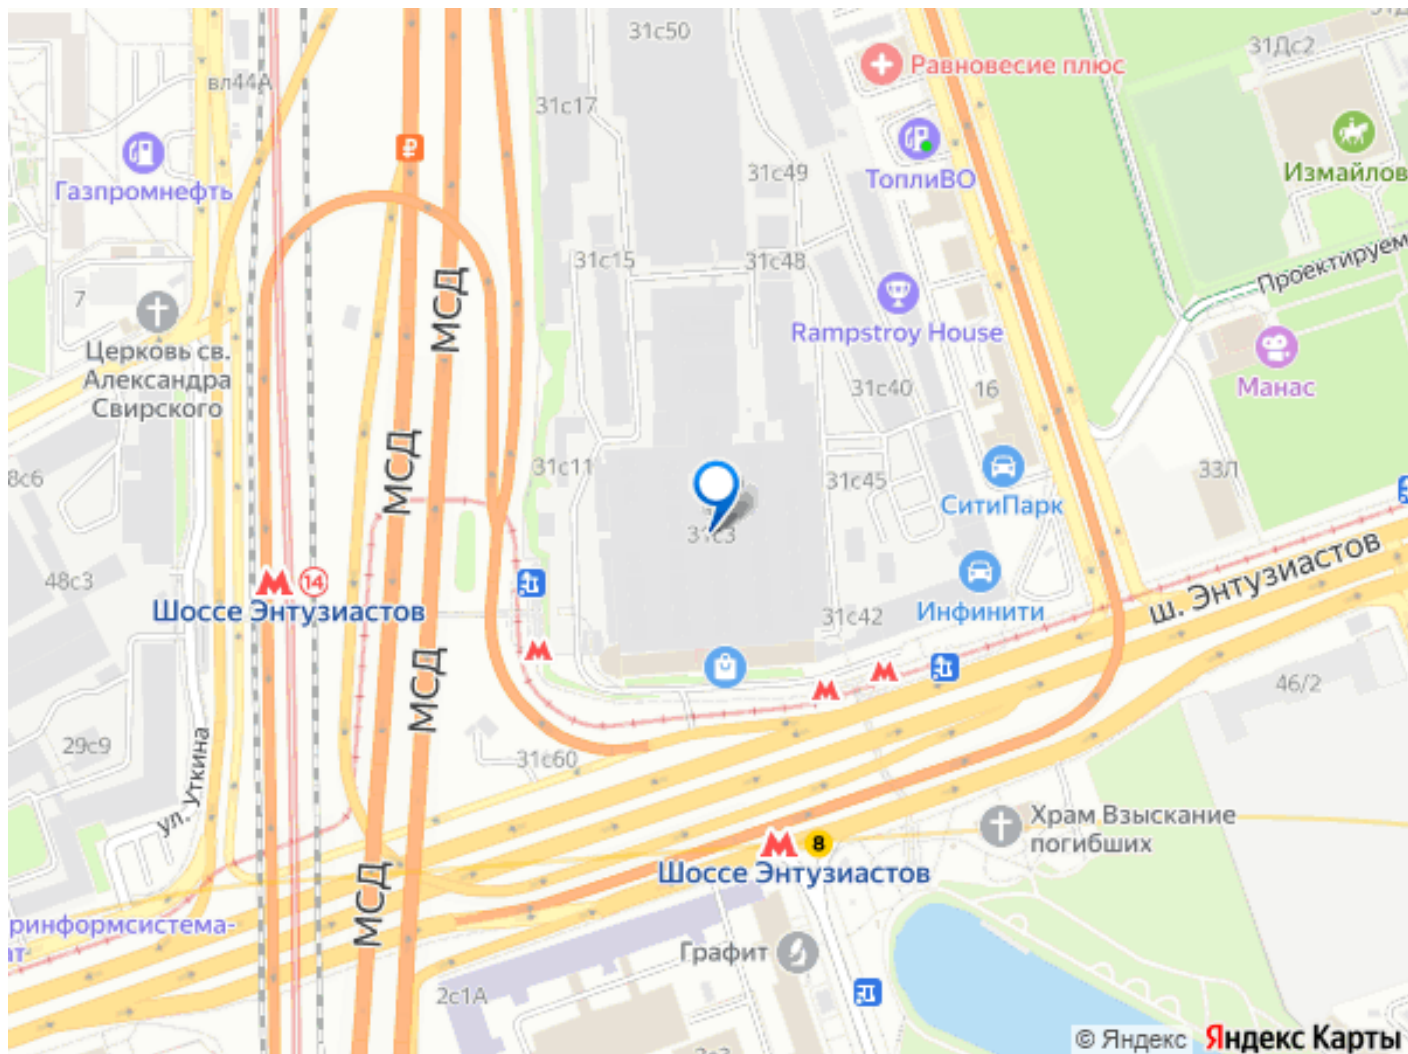 31с50
31Дс2
Равновесие плюс
вл44А
31с17
₽
Газпромнефть
ТоплиВО
31с49
Измайлов
Проектируем
31с15
31с48
7
МСД
Rampstroy House
Церковь св.
Александра
Свирского
31с40
16
Манас
МСД
31с11
31с45
33Л
8с6
СитиПарк
31с3
ш. Энтузиастов
48с3
14
Шоссе Энтузиастов
Инфинити
31с42
МСД
46/2
29с9
ул. Уткина
31с60
Храм Взыскание
погибших
8
Шоссе Энтузиастов
МСД
ринформсистема-
ат
Графит
2с1А
© Яндекс Яндекс Карты